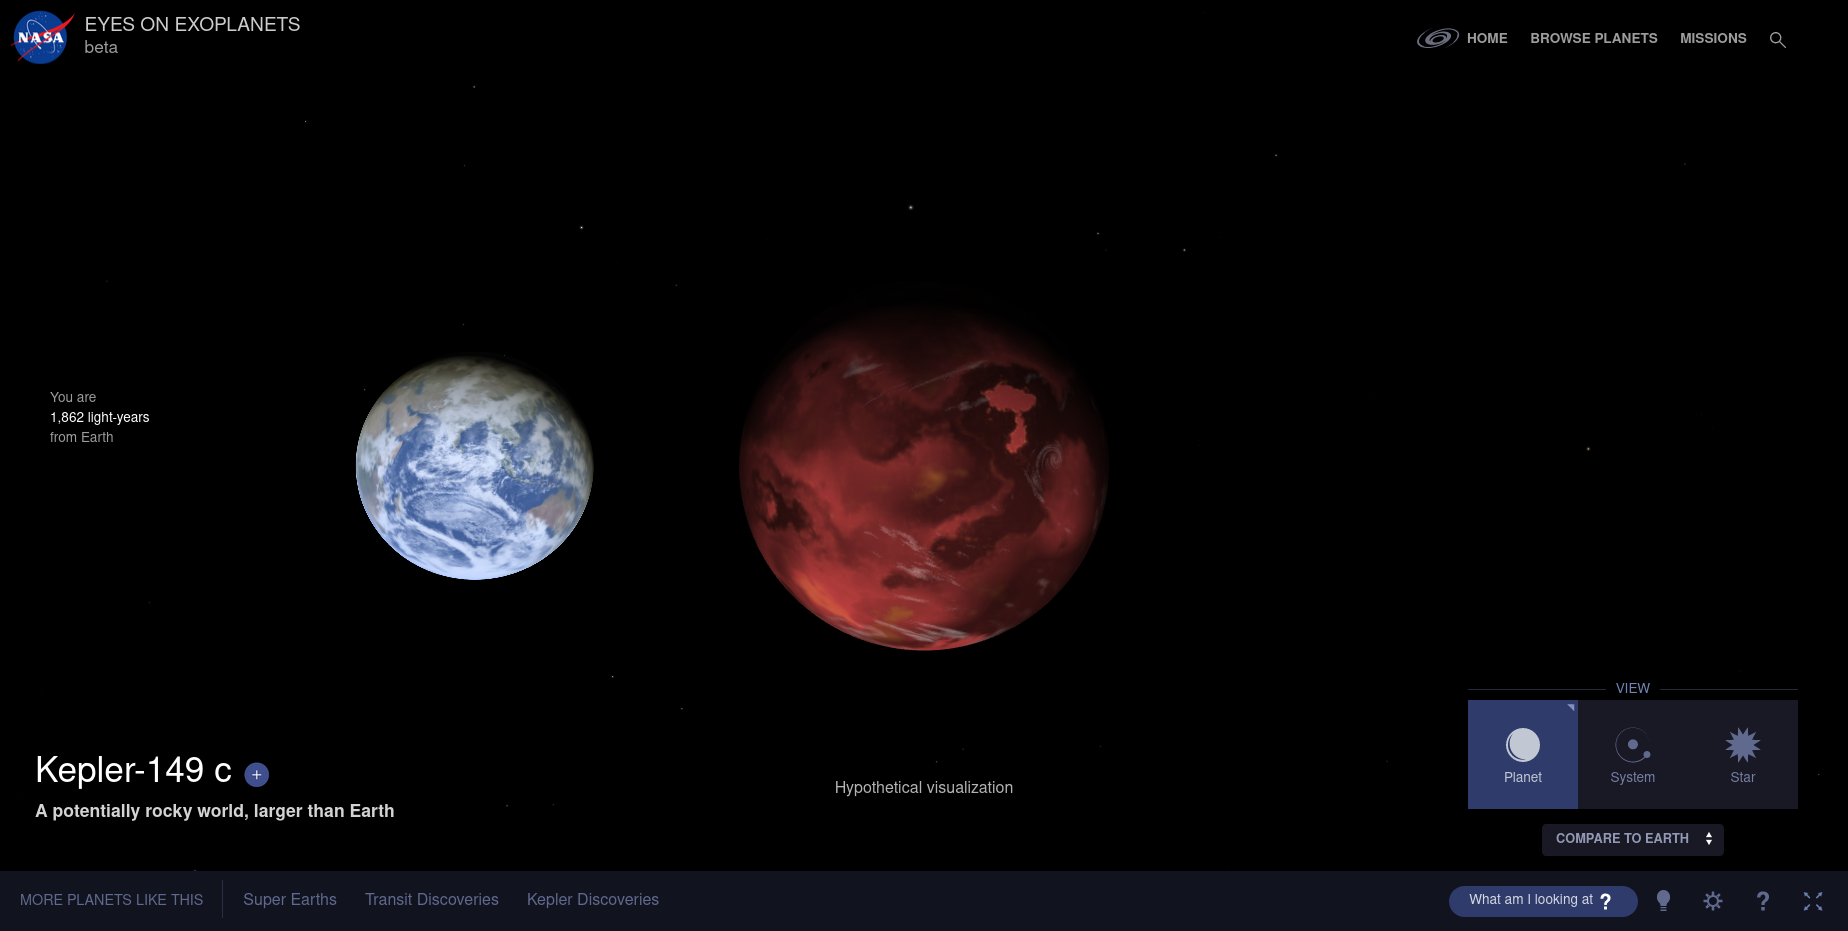 NASA
EYES ON EXOPLANETS
beta
HOME
BROWSE PLANETS
MISSIONS
You are
1,862 light-years
from Earth
VIEW
Planet
System
Star
Kepler-149 c +
A potentially rocky world, larger than Earth
Hypothetical visualization
COMPARE TO EARTH
MORE PLANETS LIKE THIS
Super Earths
Transit Discoveries
Kepler Discoveries
What am I looking at ?
?